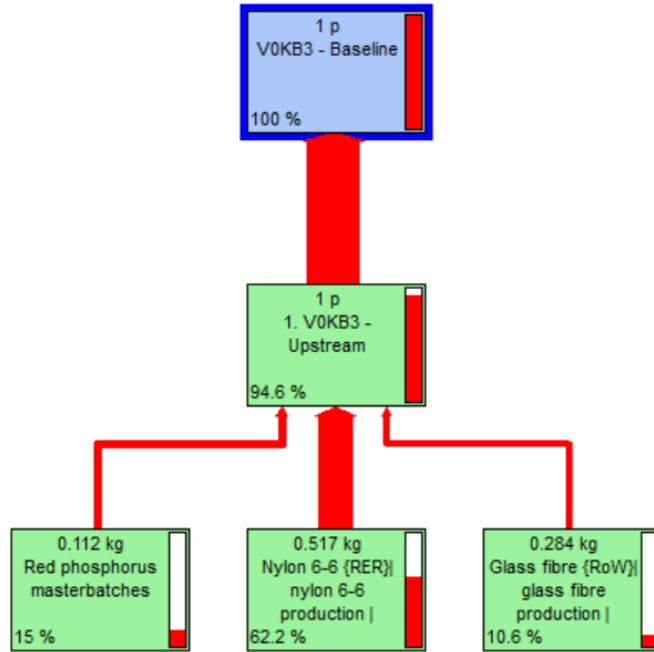 1 p
V0KB3 - Baseline
100 %
1 p
1. V0KB3 -
Upstream
94.6 %
0.112 kg
Red phosphorus
masterbatches
15 %
0.517 kg
Nylon 6-6 {RER}|
nylon 6-6
production |
62.2 %
0.284 kg
Glass fibre {RoW}|
glass fibre
production |
10.6 %